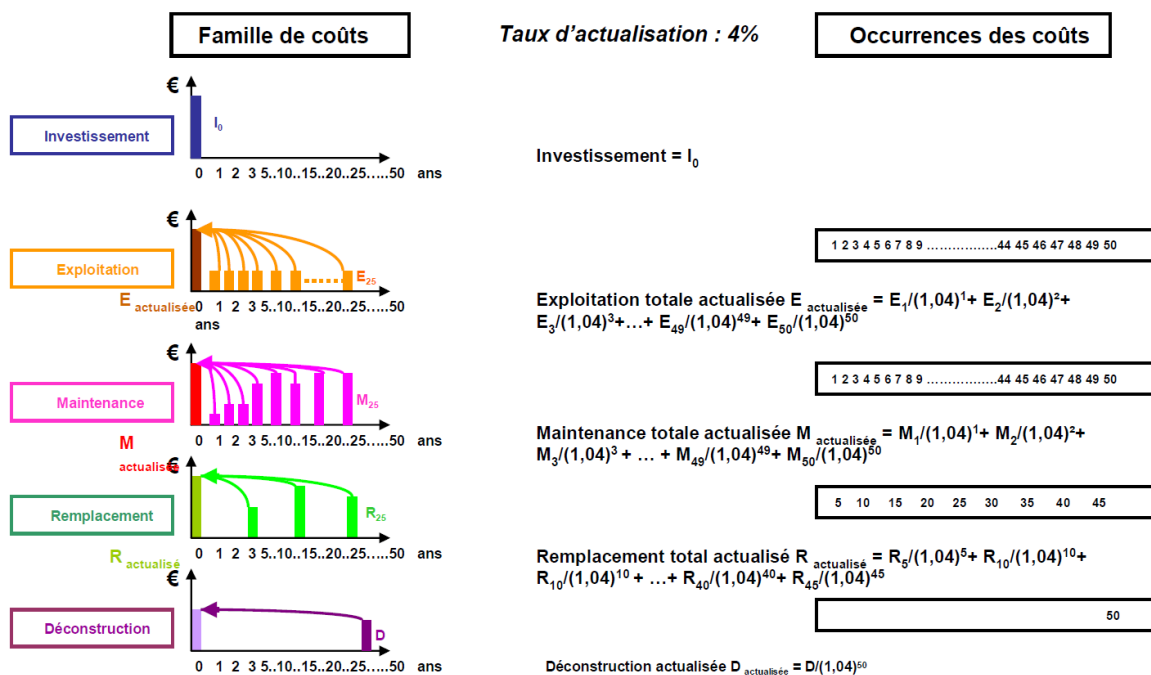 Famille de coûts
Taux d'actualisation : 4%
Occurrences des coûts
€
I0
Investissement
0 1 2 3 5..10..15..20..25…..50 ans
Investissement = I0
€
Exploitation
E25
E actualisée
0 1 2 3 5..10..15..20..25…..50
ans
1 2 3 4 5 6 7 8 9 ……………..44 45 46 47 48 49 50
Exploitation totale actualisée E actualisée = E1/(1,04)¹+ E2/(1,04)²+
E3/(1,04)³+…+ E49/(1,04)⁴⁹+ E50/(1,04)⁵⁰
€
Maintenance
M25
M
actualisée
0 1 2 3 5..10..15..20..25…..50 ans
1 2 3 4 5 6 7 8 9 ……………..44 45 46 47 48 49 50
Maintenance totale actualisée M actualisée = M1/(1,04)¹+ M2/(1,04)²+
M3/(1,04)³ + … + M49/(1,04)⁴⁹+ M50/(1,04)⁵⁰
€
Remplacement
R25
R actualisé
0 1 2 3 5..10..15..20..25…..50 ans
5 10 15 20 25 30 35 40 45
Remplacement total actualisé R actualisé = R5/(1,04)⁵+ R10/(1,04)¹⁰+
R10/(1,04)¹⁰ + …+ R40/(1,04)⁴⁰+ R45/(1,04)⁴⁵
€
Déconstruction
D
0 1 2 3 5..10..15..20..25…..50 ans
50
Déconstruction actualisée D actualisée = D/(1,04)⁵⁰